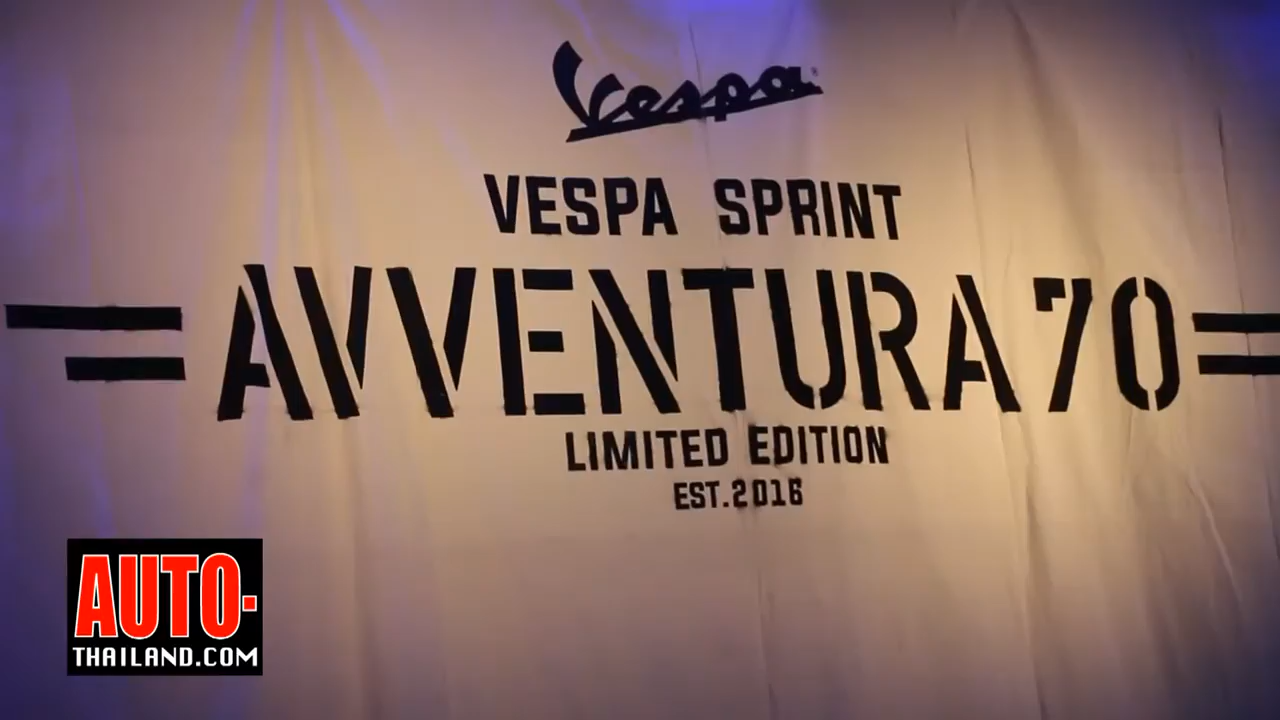 Vespa
VESPA SPRINT
AVVENTURA 70
LIMITED EDITION
EST.2016
AUTO-
THAILAND.COM